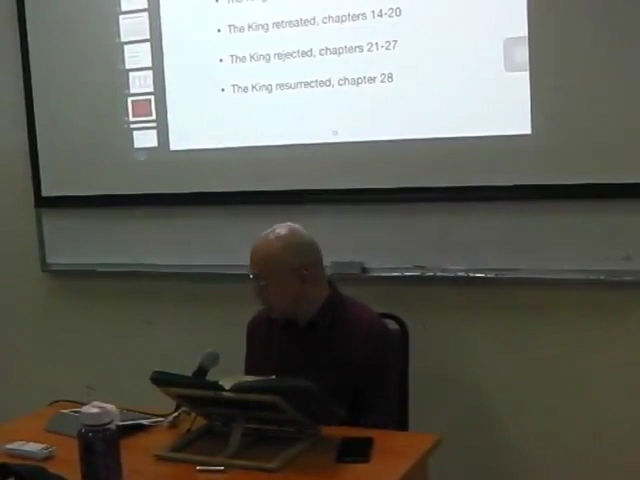 • The King retreated, chapters 14-20
• The King rejected, chapters 21-27
• The King resurrected, chapter 28